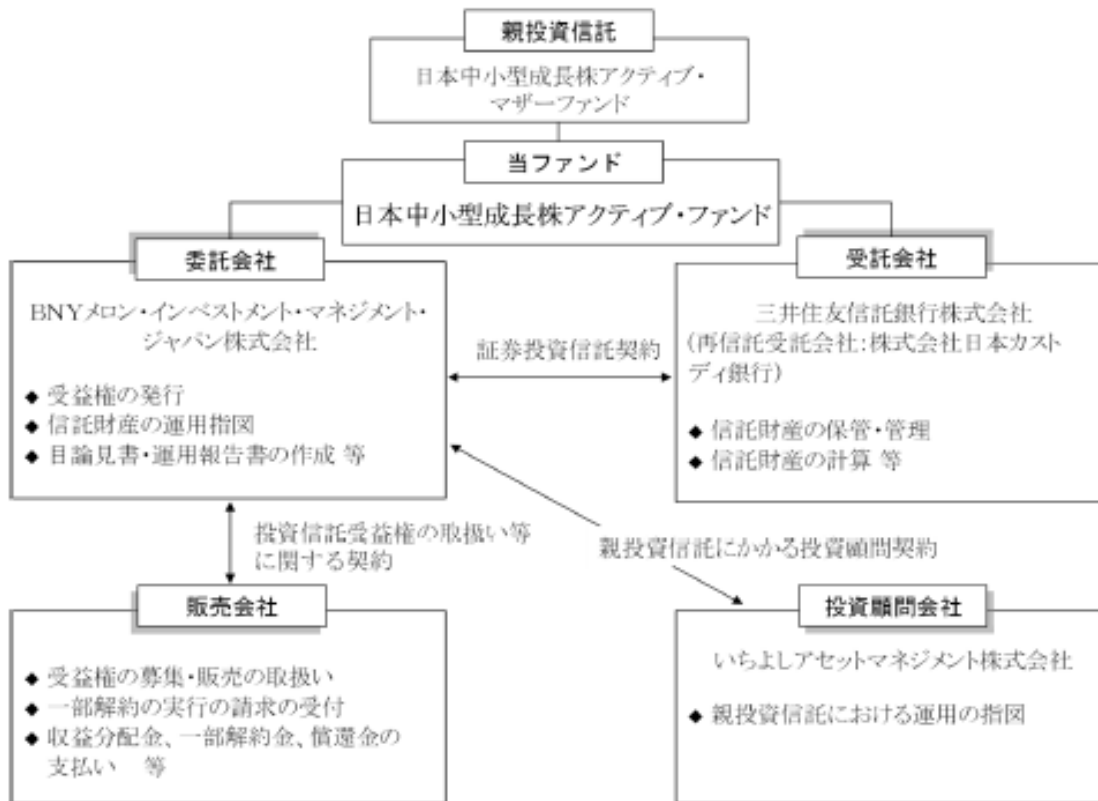 親投資信託
日本中小型成長株アクティブ・
マザーファンド
当ファンド
日本中小型成長株アクティブ・ファンド
委託会社
BNYメロン・インベストメント・マネジメント・
ジャパン株式会社
◆ 受益権の発行
◆ 信託財産の運用指図
◆ 目論見書・運用報告書の作成 等
証券投資信託契約
受託会社
三井住友信託銀行株式会社
(再信託受託会社:株式会社日本カスト
ディ銀行)
◆ 信託財産の保管・管理
◆ 信託財産の計算 等
投資信託受益権の取扱い等
に関する契約
親投資信託にかかる投資顧問契約
販売会社
◆ 受益権の募集・販売の取扱い
◆ 一部解約の実行の請求の受付
◆ 収益分配金、一部解約金、償還金の
支払い 等
投資顧問会社
いちよしアセットマネジメント株式会社
◆ 親投資信託における運用の指図